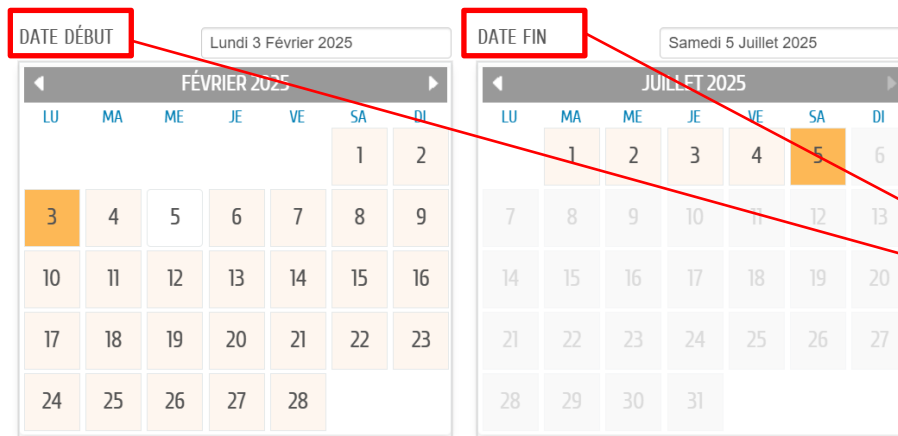 DATE DÉBUT
Lundi 3 Février 2025
FÉVRIER 2025
LU MA ME JE VE SA DI
1 2
3 4 5 6 7 8 9
10 11 12 13 14 15 16
17 18 19 20 21 22 23
24 25 26 27 28
DATE FIN
Samedi 5 Juillet 2025
JUILLET 2025
LU MA ME JE VE SA DI
1 2 3 4 5 6
7 8 9 10 11 12 13
14 15 16 17 18 19 20
21 22 23 24 25 26 27
28 29 30 31